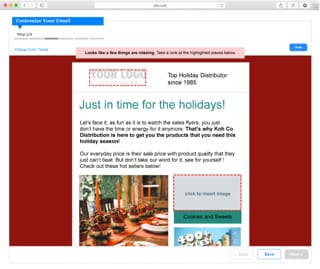 Customize Your Email
Change Color Theme
Looks like a few things are missing. Take a look at the highlighted places below.
YOUR LOGO
Top Holiday Distributor
since 1985
Just in time for the holidays!
Let's face it, as fun as it is to watch the sales flyers, you just
don't have the time or energy for it anymore. That's why Koh Co
Distribution is here to get you the products that you need this
holiday season!
Our everyday price is their sale price with product quality that they
just can't beat. But don't take our word for it, see for yourself !
Check out these hot sellers below!
click to insert image
Cookies and Sweets
Save
Next >